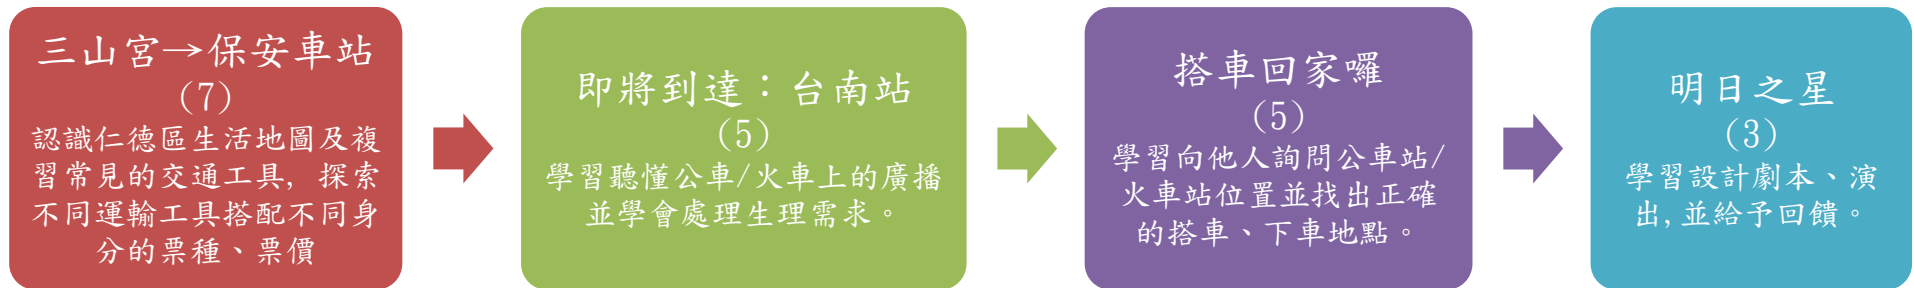 三山宮→保安車站
(7)
認識仁德區生活地圖及複
習常見的交通工具, 探索
不同運輸工具搭配不同身
分的票種、票價
即將到達：台南站
(5)
學習聽懂公車/火車上的廣播
並學會處理生理需求。
搭車回家囉
(5)
學習向他人詢問公車站/
火車站位置並找出正確
的搭車、下車地點。
明日之星
(3)
學習設計劇本、演
出,並給予回饋。